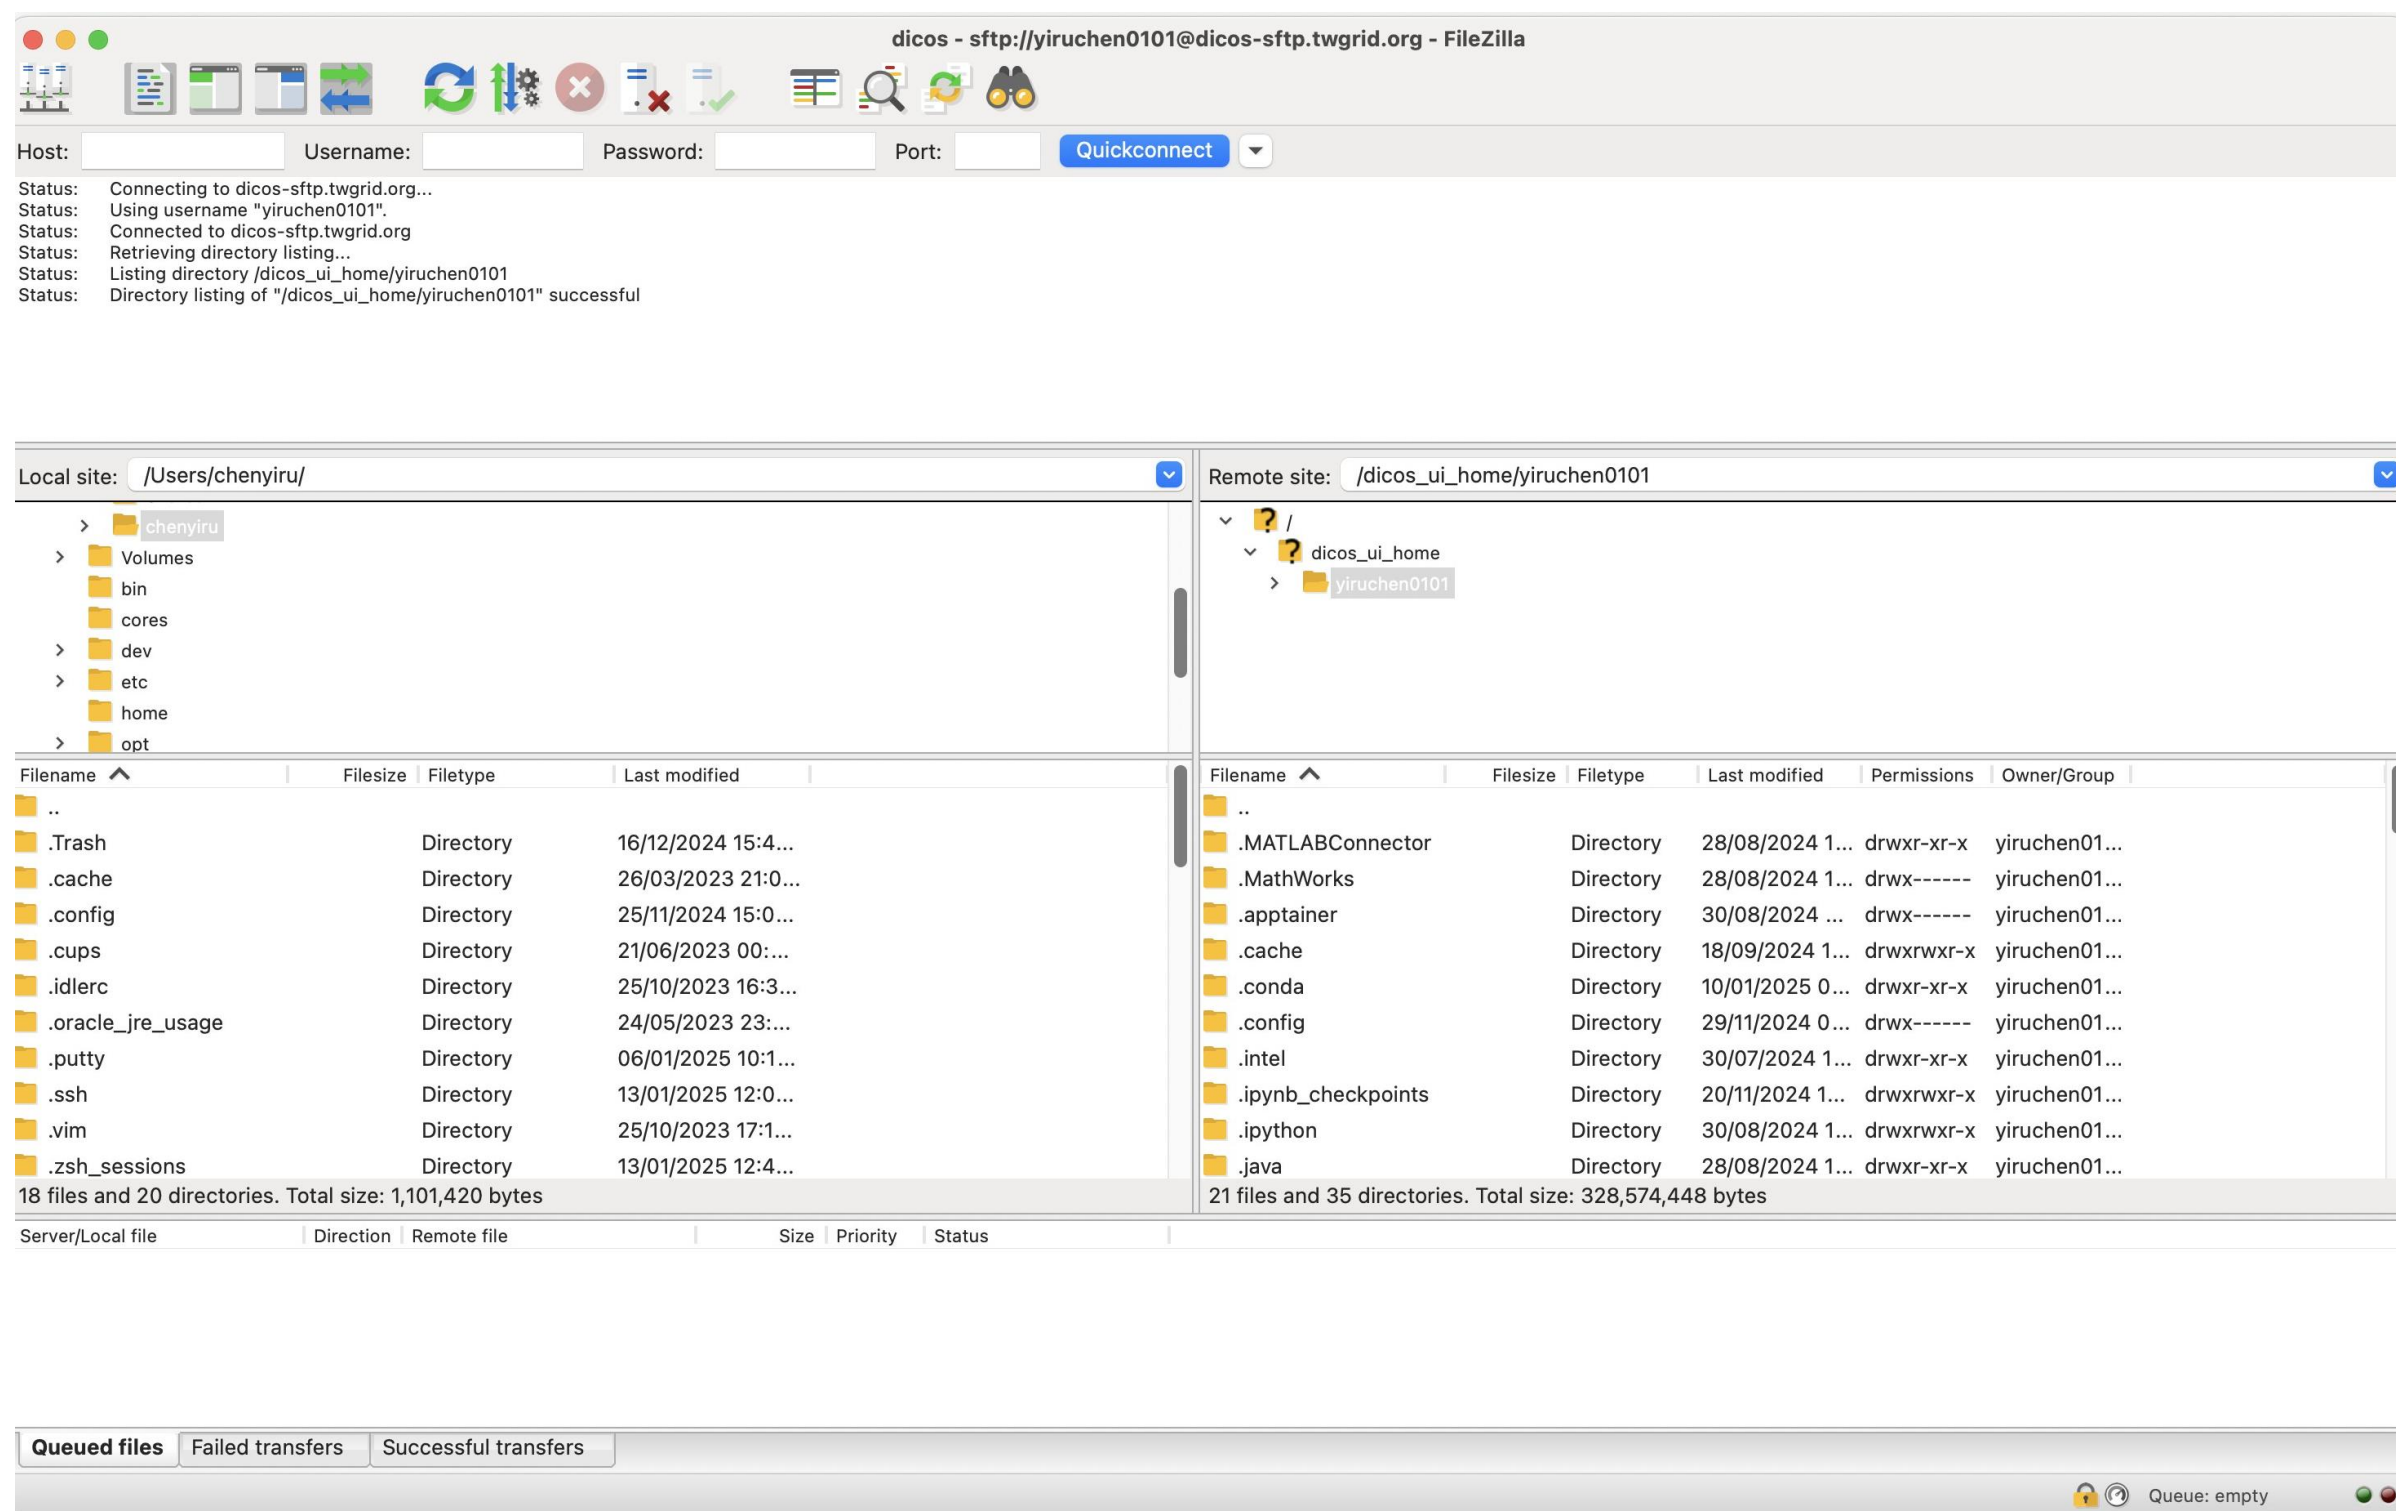 dicos - sftp://yiruchen0101@dicos-sftp.twgrid.org - FileZilla
Host: Username: Password: Port: Quickconnect
Status: Connecting to dicos-sftp.twgrid.org...
Status: Using username "yiruchen0101".
Status: Connected to dicos-sftp.twgrid.org
Status: Retrieving directory listing...
Status: Listing directory /dicos_ui_home/yiruchen0101
Status: Directory listing of "/dicos_ui_home/yiruchen0101" successful
Local site: /Users/chenyiru/
chenyiru
Volumes
bin
cores
dev
etc
home
opt
Filename Filesize Filetype Last modified
..
.Trash Directory 16/12/2024 15:4...
.cache Directory 26/03/2023 21:0...
.config Directory 25/11/2024 15:0...
.cups Directory 21/06/2023 00:...
.idlerc Directory 25/10/2023 16:3...
.oracle_jre_usage Directory 24/05/2023 23:...
.putty Directory 06/01/2025 10:1...
.ssh Directory 13/01/2025 12:0...
.vim Directory 25/10/2023 17:1...
.zsh_sessions Directory 13/01/2025 12:4...
18 files and 20 directories. Total size: 1,101,420 bytes
Remote site: /dicos_ui_home/yiruchen0101
/
dicos_ui_home
yiruchen0101
Filename Filesize Filetype Last modified Permissions Owner/Group
..
.MATLABConnector Directory 28/08/2024 1... drwxr-xr-x yiruchen01...
.MathWorks Directory 28/08/2024 1... drwx------ yiruchen01...
.apptainer Directory 30/08/2024 ... drwx------ yiruchen01...
.cache Directory 18/09/2024 1... drwxrwxr-x yiruchen01...
.conda Directory 10/01/2025 0... drwxr-xr-x yiruchen01...
.config Directory 29/11/2024 0... drwx------ yiruchen01...
.intel Directory 30/07/2024 1... drwxr-xr-x yiruchen01...
.ipynb_checkpoints Directory 20/11/2024 1... drwxrwxr-x yiruchen01...
.ipython Directory 30/08/2024 1... drwxrwxr-x yiruchen01...
.java Directory 28/08/2024 1... drwxr-xr-x yiruchen01...
21 files and 35 directories. Total size: 328,574,448 bytes
Server/Local file Direction Remote file Size Priority Status
Queued files Failed transfers Successful transfers
Queue: empty